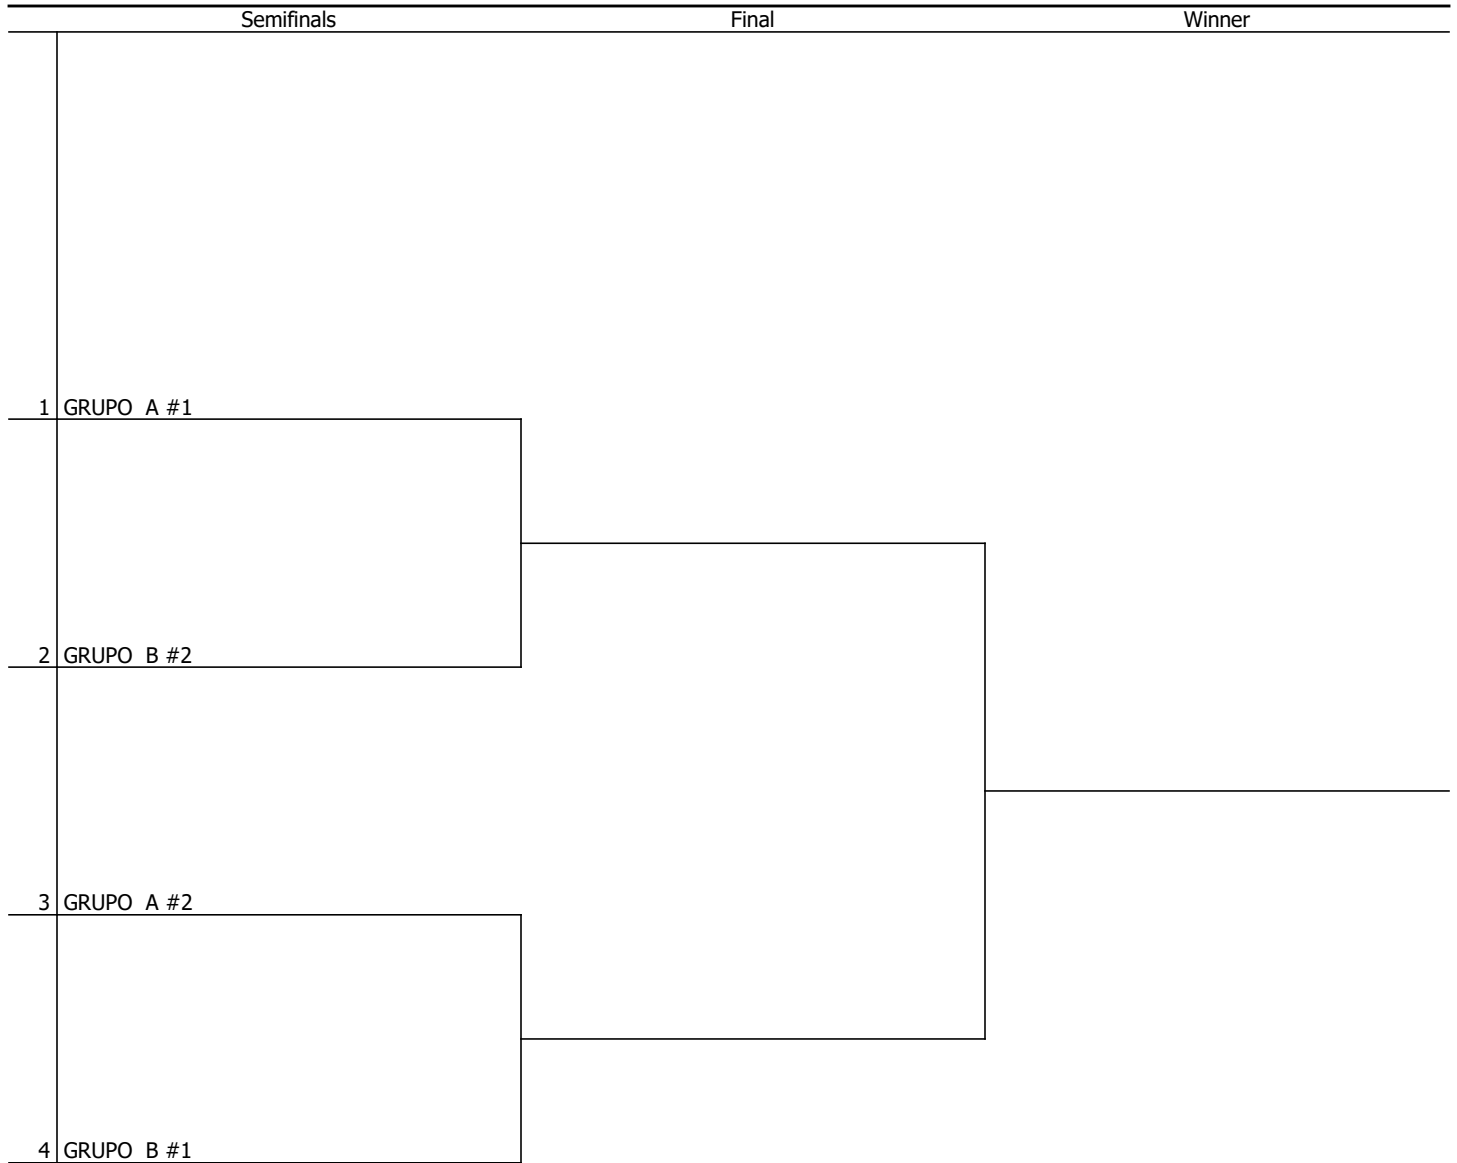 Semifinals Final Winner
1 GRUPO A #1
2 GRUPO B #2
3 GRUPO A #2
4 GRUPO B #1